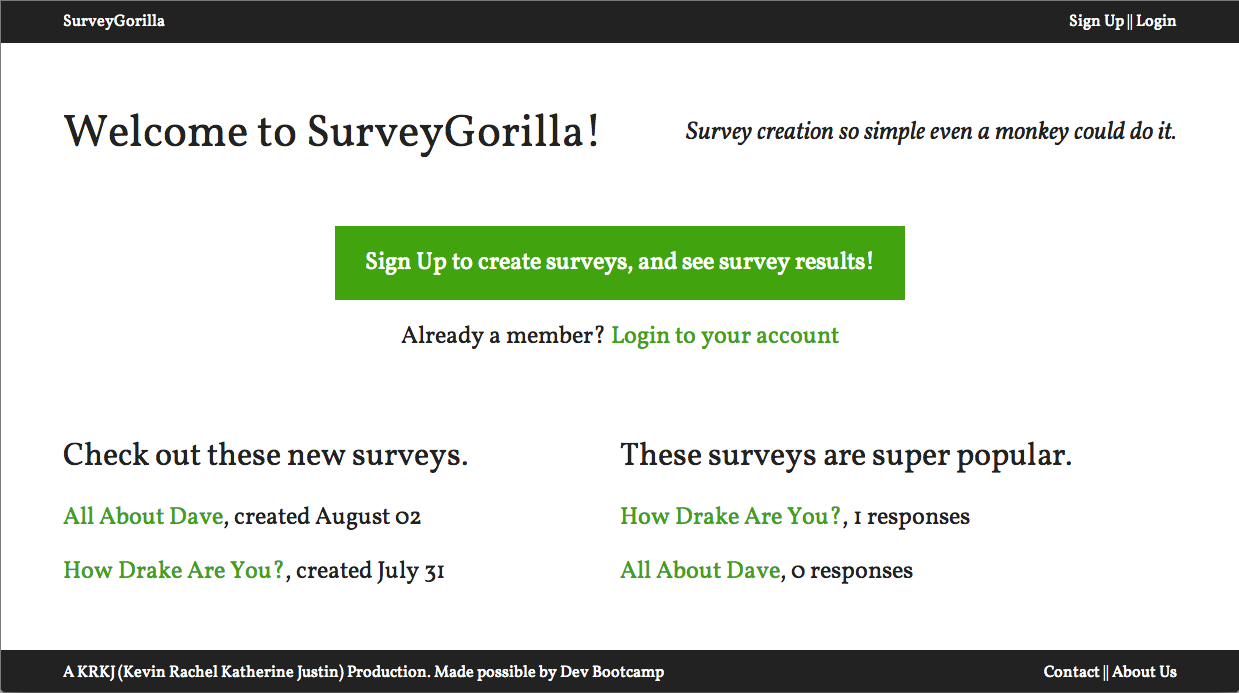 SurveyGorilla
Sign Up || Login
Welcome to SurveyGorilla!
Survey creation so simple even a monkey could do it.
Sign Up to create surveys, and see survey results!
Already a member? Login to your account
Check out these new surveys.
All About Dave, created August 02
How Drake Are You?, created July 31
These surveys are super popular.
How Drake Are You?, 1 responses
All About Dave, 0 responses
A KRKJ (Kevin Rachel Katherine Justin) Production. Made possible by Dev Bootcamp
Contact || About Us